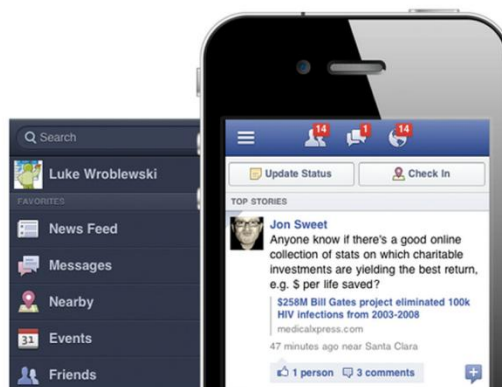 Search
Luke Wroblewski
FAVORITES
News Feed
Messages
Nearby
31
Events
Friends
14
1
14
Update Status
Check In
TOP STORIES
Jon Sweet
Anyone know if there's a good online
collection of stats on which charitable
investments are yielding the best return,
e.g. $ per life saved?
$258M Bill Gates project eliminated 100k
HIV infections from 2003-2008
medicalxpress.com
47 minutes ago near Santa Clara
1 person
3 comments